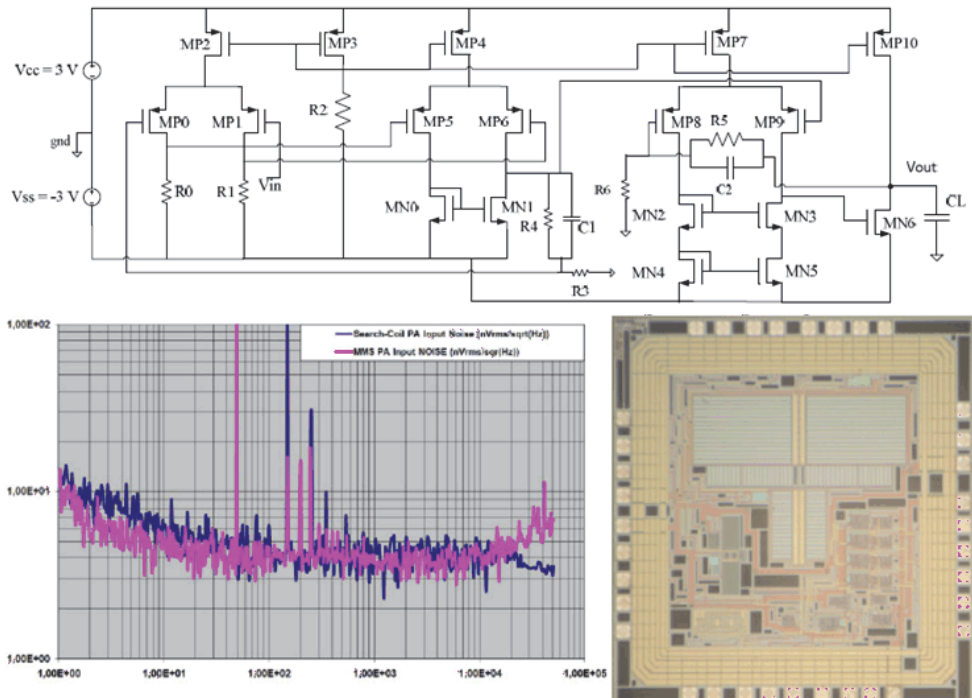 MP2
MP3
MP4
MP7
MP10
Vcc = 3 V
R2
MP0
MP1
MP5
MP6
MP8
R5
MP9
gnd
C2
Vout
Vss = -3 V
R0
R1
Vin
R6
CL
MN0
MN1
R4
C1
MN2
MN3
MN6
MN4
MN5
R3
1,00E+02
Search-Coil PA Input Noise (nVrms/sqrt(Hz))
MMS PA Input NOISE (nVrms/sqr(Hz))
1,00E+01
1,00E+00
1,00E+00
1,00E+01
1,00E+02
1,00E+03
1,00E+04
1,00E+05